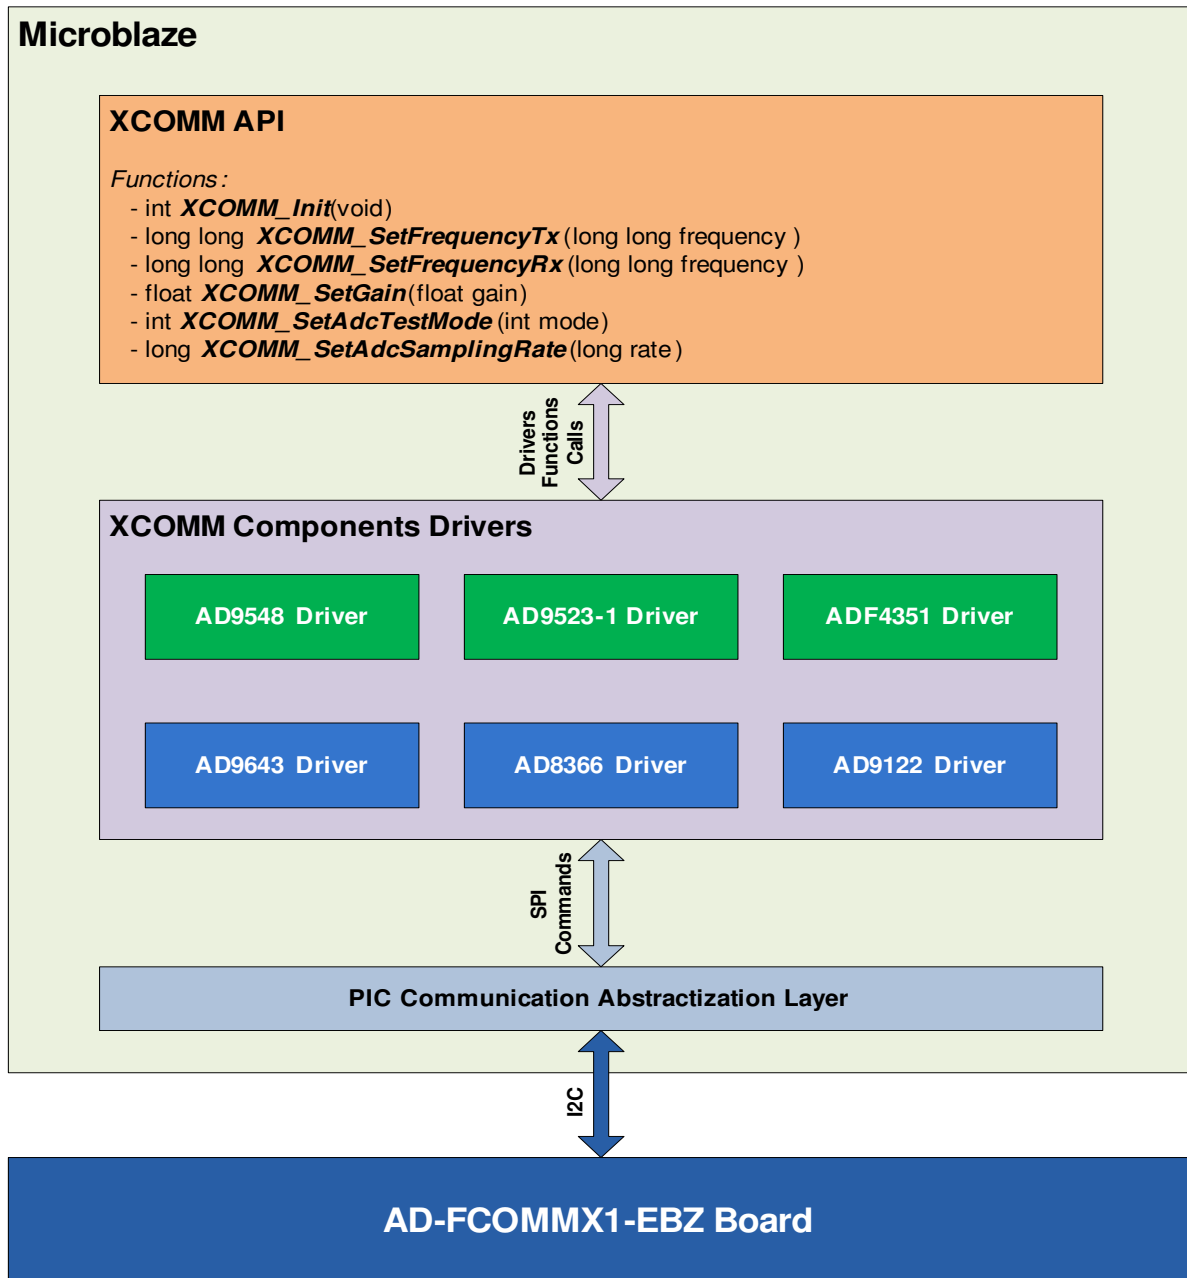 Microblaze
XCOMM API
Functions:
- int XCOMM_Init(void)
- long long XCOMM_SetFrequencyTx(long long frequency )
- long long XCOMM_SetFrequencyRx(long long frequency )
- float XCOMM_SetGain(float gain)
- int XCOMM_SetAdcTestMode(int mode)
- long XCOMM_SetAdcSamplingRate(long rate)
Drivers
Functions
Calls
XCOMM Components Drivers
AD9548 Driver
AD9523-1 Driver
ADF4351 Driver
AD9643 Driver
AD8366 Driver
AD9122 Driver
SPI
Commands
PIC Communication Abstractization Layer
I2C
AD-FCOMMX1-EBZ Board